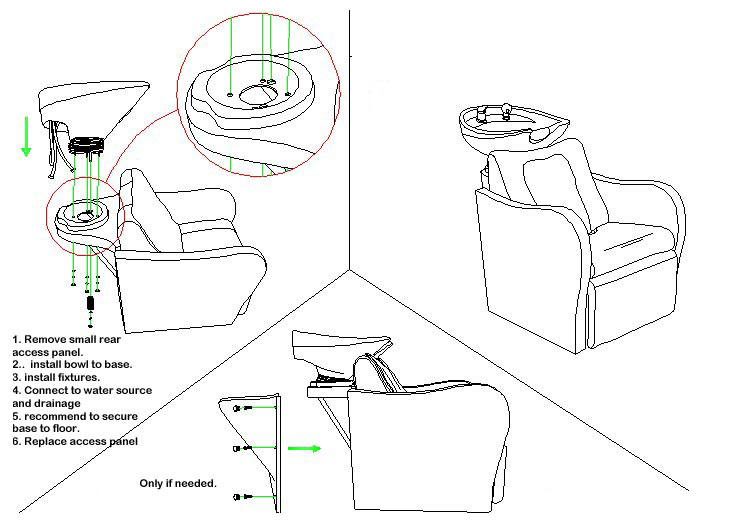 1. Remove small rear
access panel.
2.. install bowl to base.
3. install fixtures.
4. Connect to water source
and drainage
5. recommend to secure
base to floor.
6. Replace access panel
Only if needed.